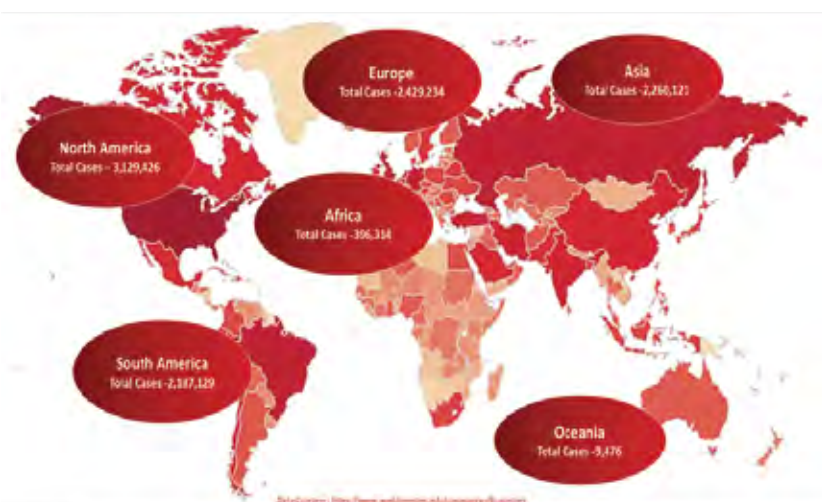 Europe
Total Cases -2,429,234
Asia
Total Cases -2,260,121
North America
Total Cases - 3,129,426
Africa
Total Cases -396,314
South America
Total Cases -2,187,129
Oceania
Total Cases -9,476